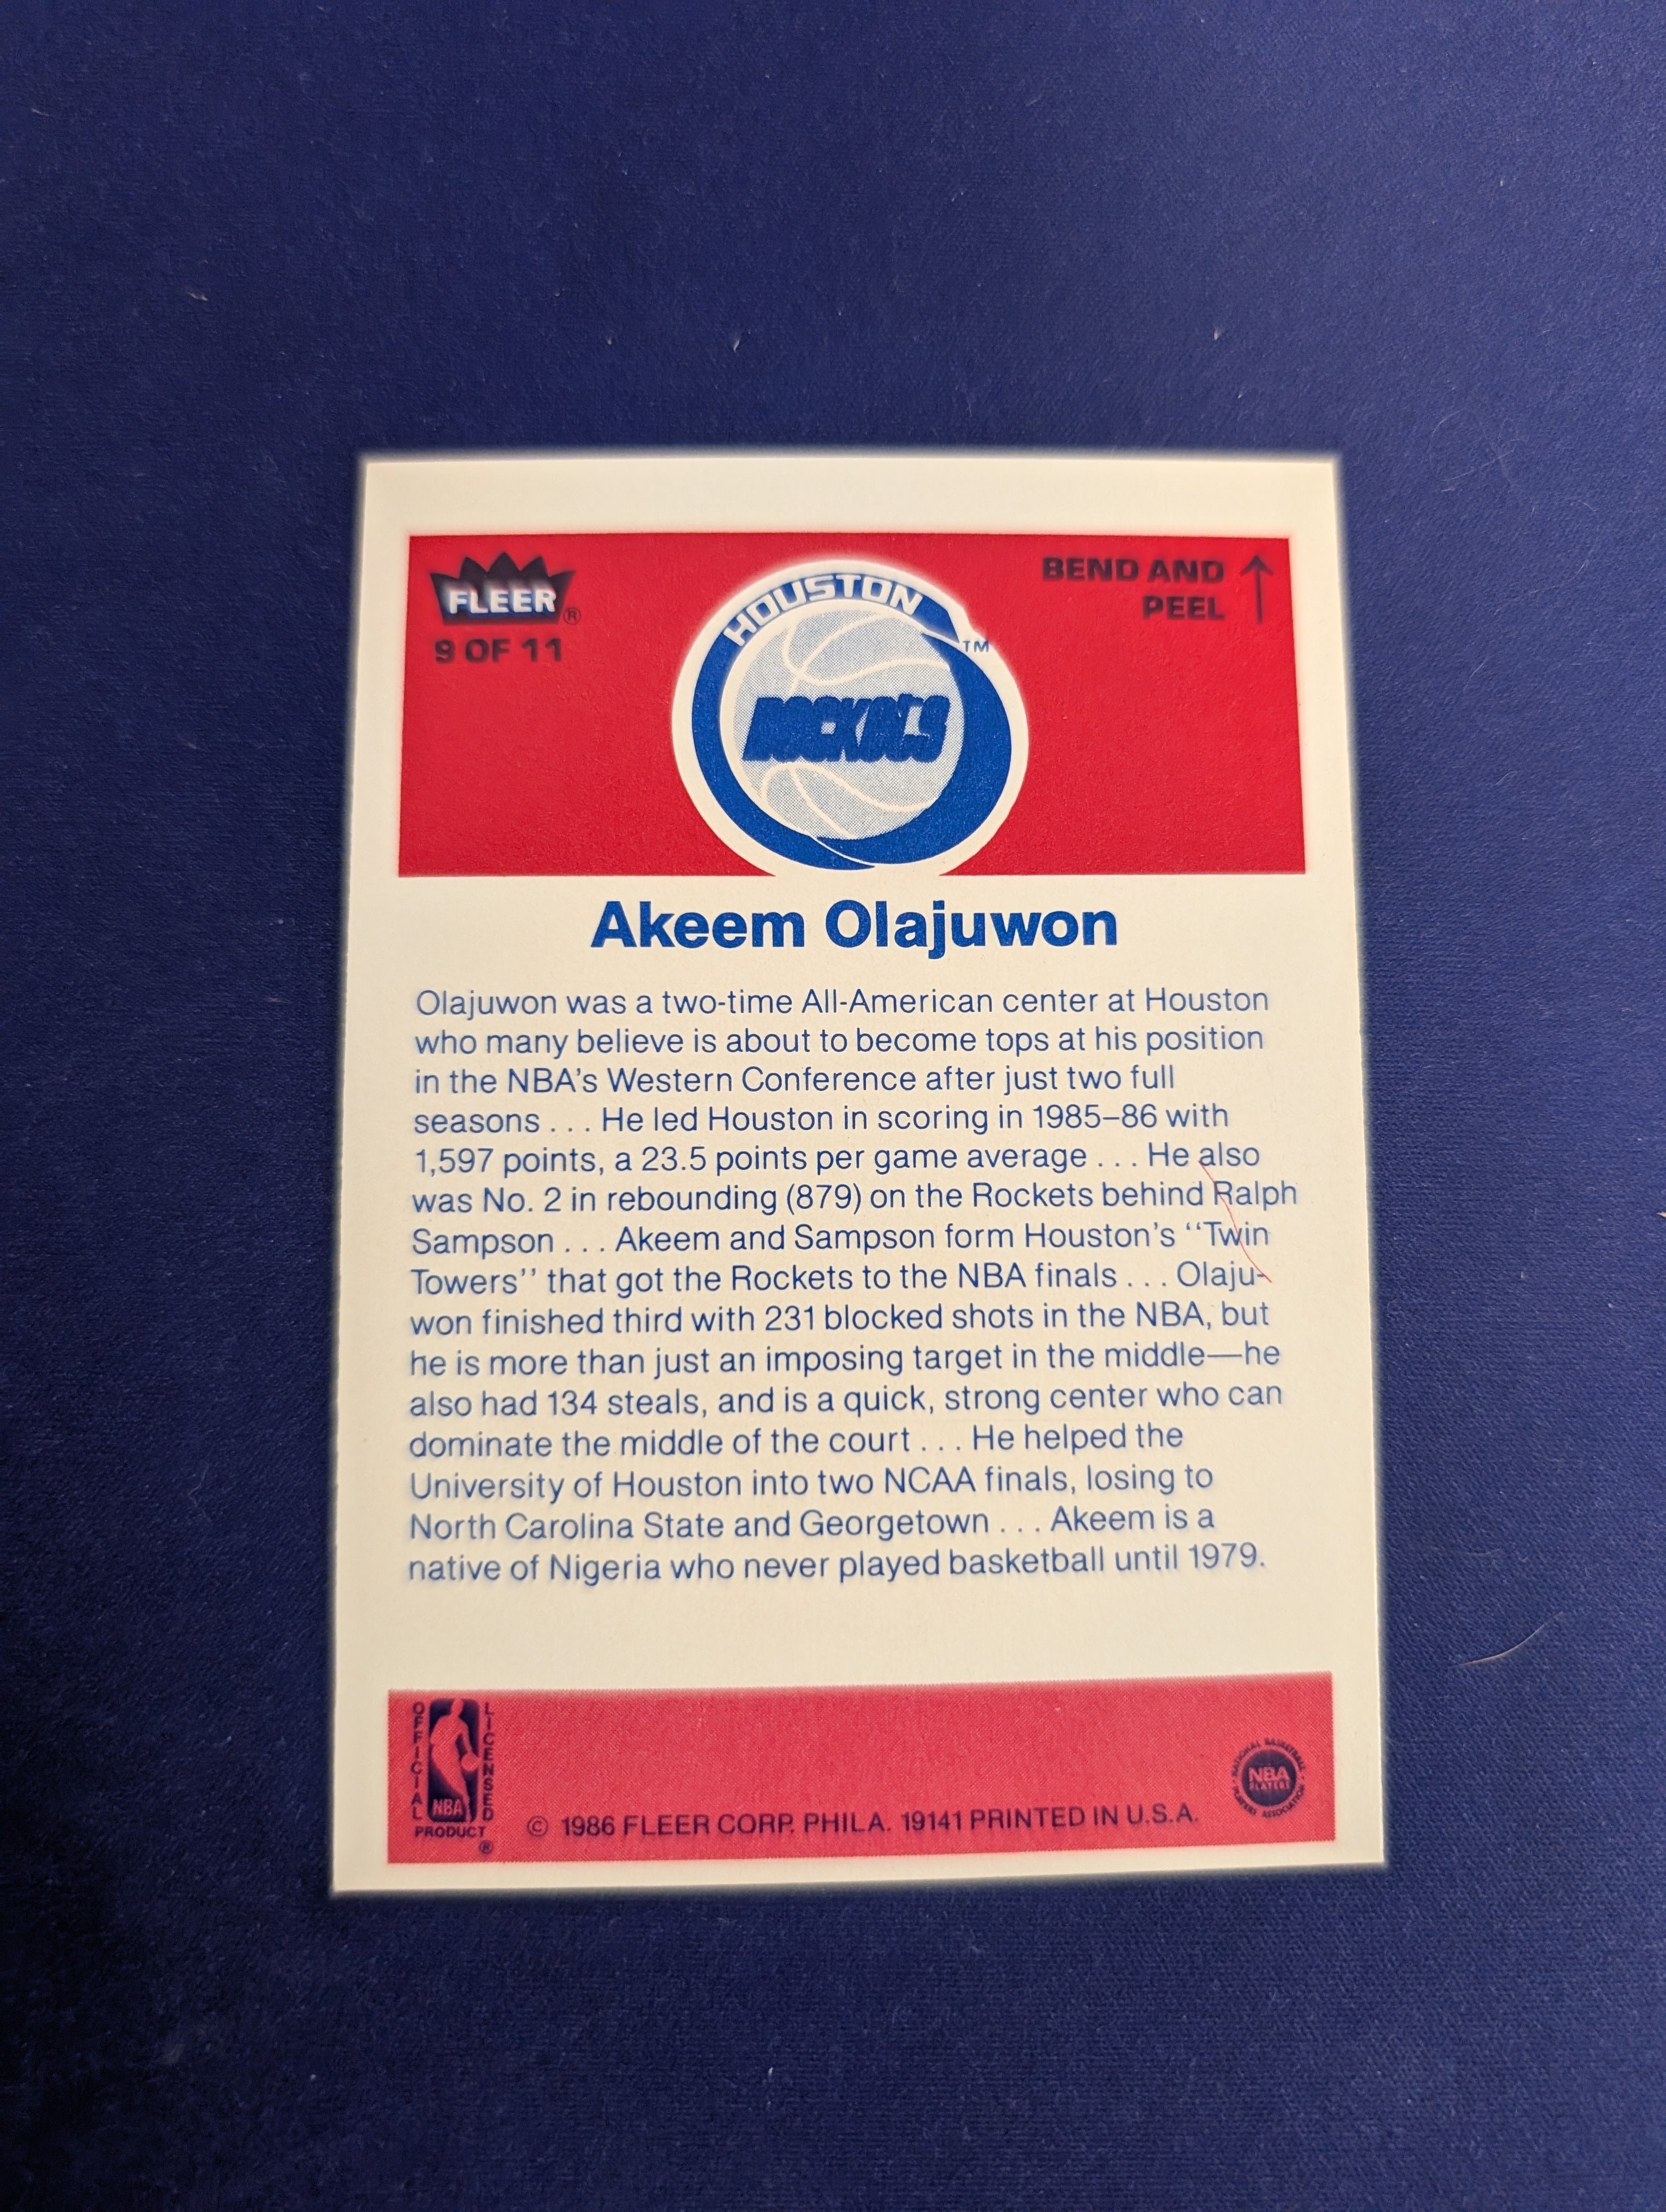 FLEER®
9 OF 11
HOUSTON
ROCKETS
TM
BEND AND
PEEL
Akeem Olajuwon
Olajuwon was a two-time All-American center at Houston
who many believe is about to become tops at his position
in the NBA's Western Conference after just two full
seasons . . . He led Houston in scoring in 1985–86 with
1,597 points, a 23.5 points per game average . . . He also
was No. 2 in rebounding (879) on the Rockets behind Ralph
Sampson . . . Akeem and Sampson form Houston's ‘‘Twin
Towers’’ that got the Rockets to the NBA finals . . . Olaju-
won finished third with 231 blocked shots in the NBA, but
he is more than just an imposing target in the middle—he
also had 134 steals, and is a quick, strong center who can
dominate the middle of the court . . . He helped the
University of Houston into two NCAA finals, losing to
North Carolina State and Georgetown . . . Akeem is a
native of Nigeria who never played basketball until 1979.
OFFICIAL
NBA
LICENSED
PRODUCT
®
© 1986 FLEER CORP. PHILA. 19141 PRINTED IN U.S.A.
NATIONAL BASKETBALL
NBA
PLAYERS
PLAYERS ASSOCIATION